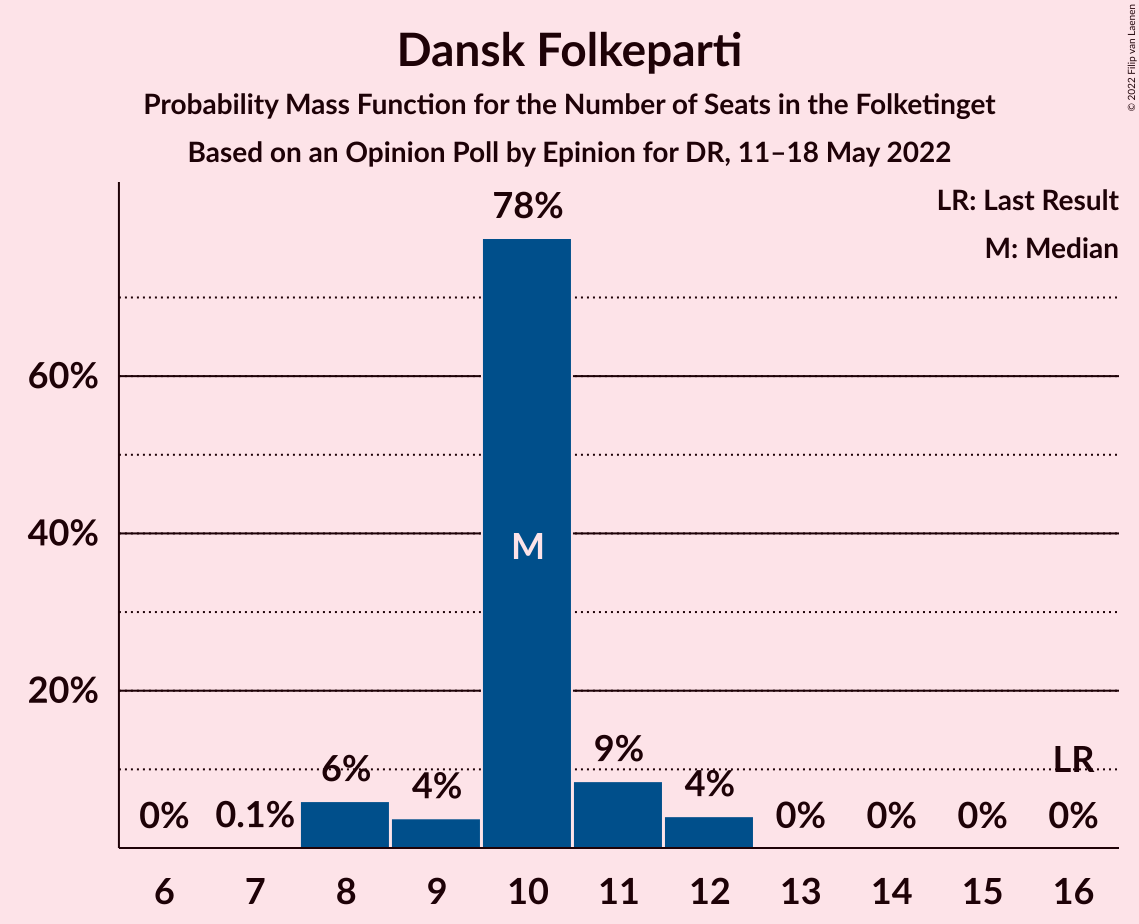 Dansk Folkeparti
Probability Mass Function for the Number of Seats in the Folketinget
Based on an Opinion Poll by Epinion for DR, 11–18 May 2022
© 2022 Filip van Laenen
LR: Last Result
M: Median
78%
60%
40%
20%
M
0%
0.1%
6%
4%
9%
4%
0%
0%
0%
LR
0%
6 7 8 9 10 11 12 13 14 15 16